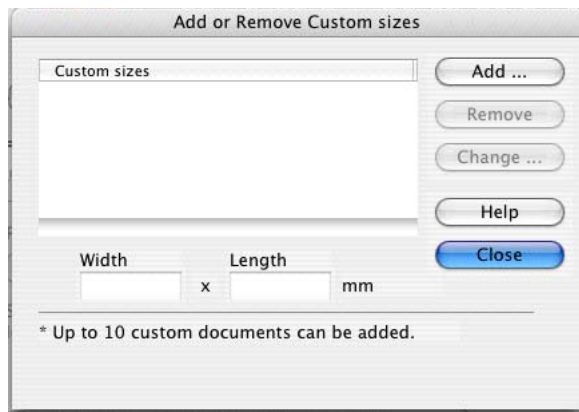 Add or Remove Custom sizes
Custom sizes
Add ...
Remove
Change ...
Help
Close
Width Length
x mm
* Up to 10 custom documents can be added.